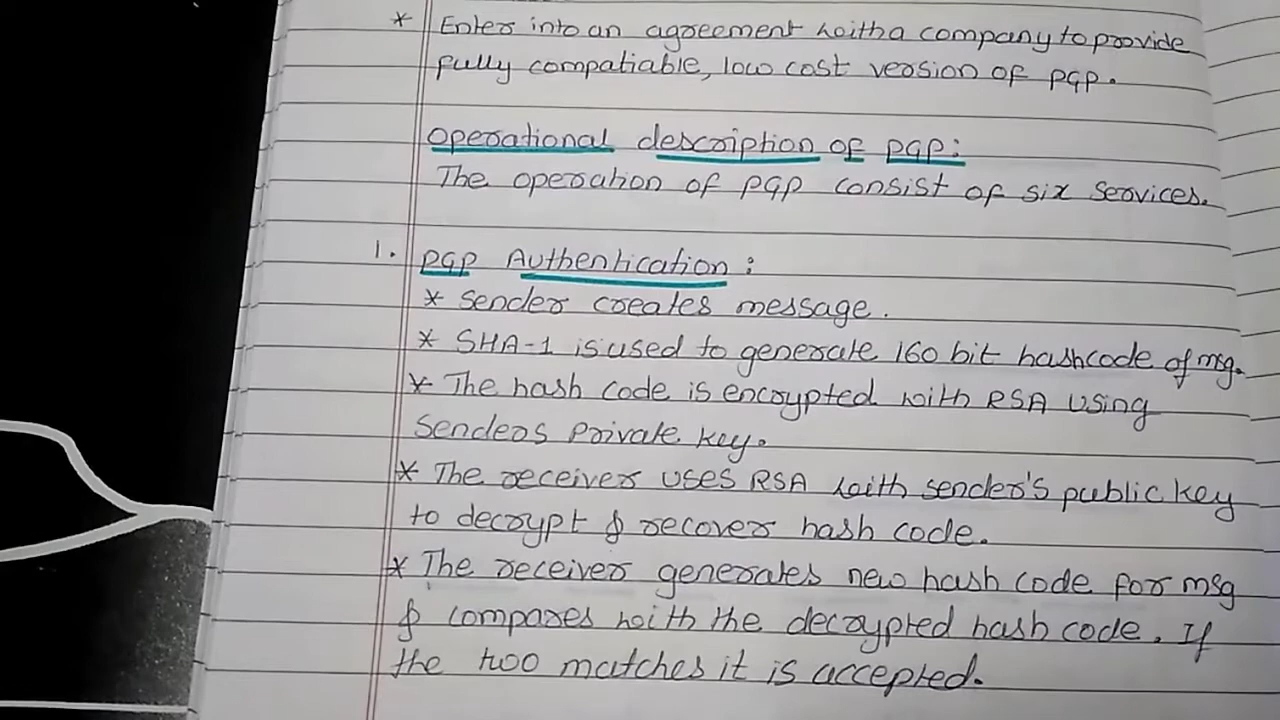 * Enter into an agreement with a company to provide
fully compatiable, low cost version of PGP.
Operational description of PGP:
The operation of PGP consist of six services.
1. PGP Authentication:
* Sender creates message.
* SHA-1 is used to generate 160 bit hashcode of msg.
* The hash code is encrypted with RSA using
Senders Private key.
* The receiver uses RSA with sender's public key
to decrypt & recover hash code.
* The receiver generates new hash code for msg
& compares with the decrypted hash code. If
the two matches it is accepted.